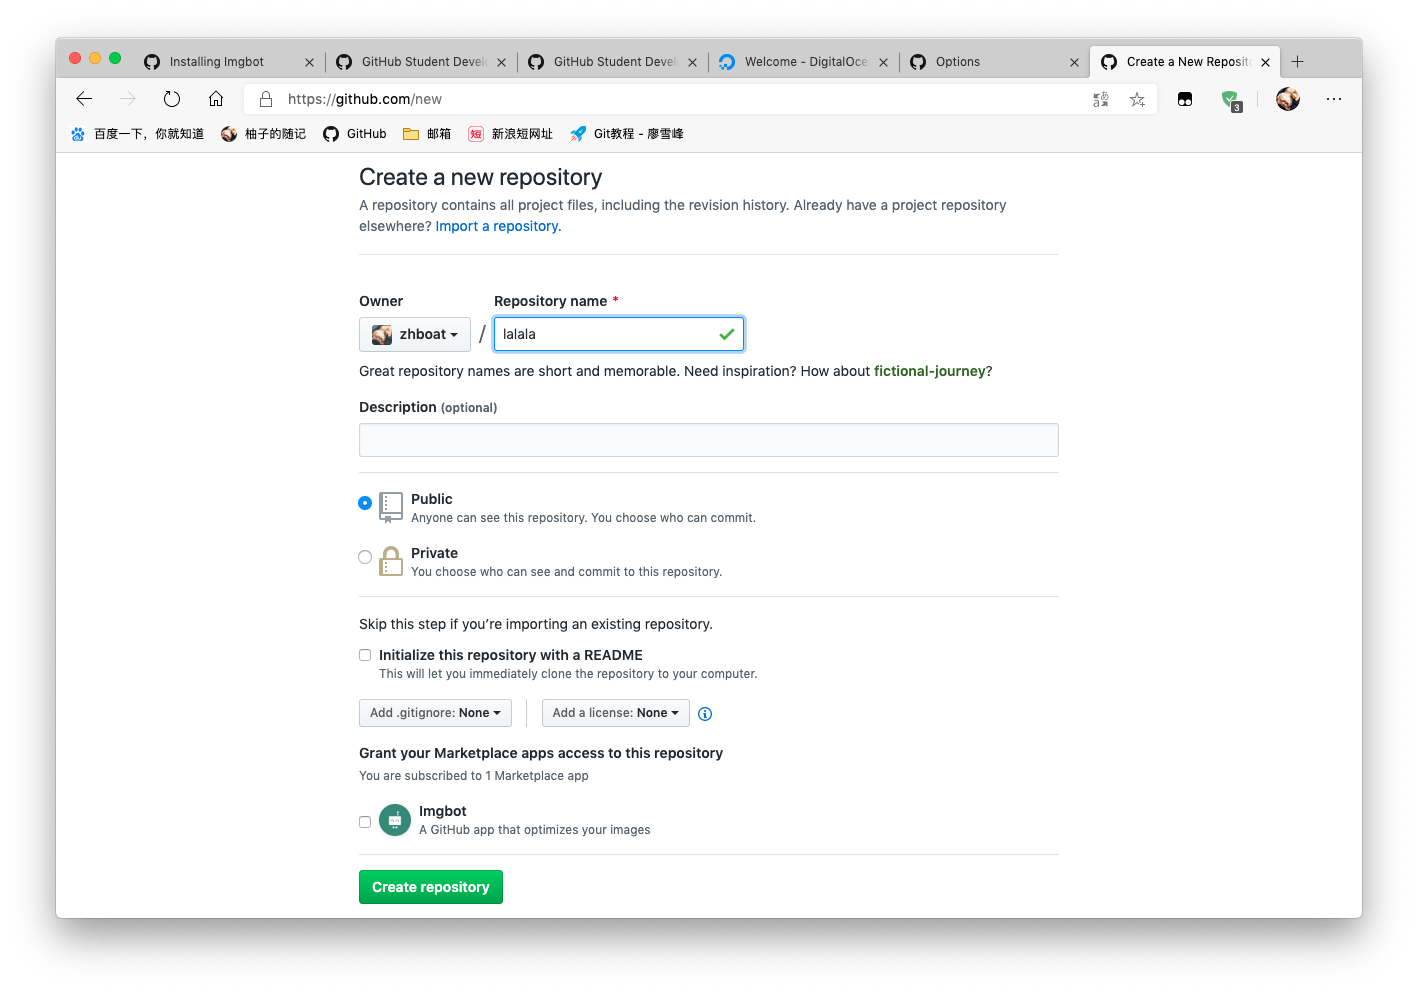 Installing Imgbot
GitHub Student Devel
GitHub Student Devel
Welcome - DigitalOcea
Options
Create a New Reposito
https://github.com/new
3
百度一下，你就知道
柚子的随记
GitHub
邮箱
短 新浪短网址
Git教程 - 廖雪峰
Create a new repository
A repository contains all project files, including the revision history. Already have a project repository
elsewhere? Import a repository.
Owner
Repository name *
zhboat
/
lalala
Great repository names are short and memorable. Need inspiration? How about fictional-journey?
Description (optional)
Public
Anyone can see this repository. You choose who can commit.
Private
You choose who can see and commit to this repository.
Skip this step if you’re importing an existing repository.
Initialize this repository with a README
This will let you immediately clone the repository to your computer.
Add .gitignore: None
Add a license: None
Grant your Marketplace apps access to this repository
You are subscribed to 1 Marketplace app
Imgbot
A GitHub app that optimizes your images
Create repository